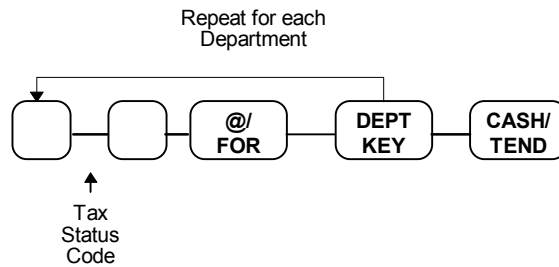 Repeat for each
Department
@/
FOR
DEPT
KEY
CASH/
TEND
Tax
Status
Code